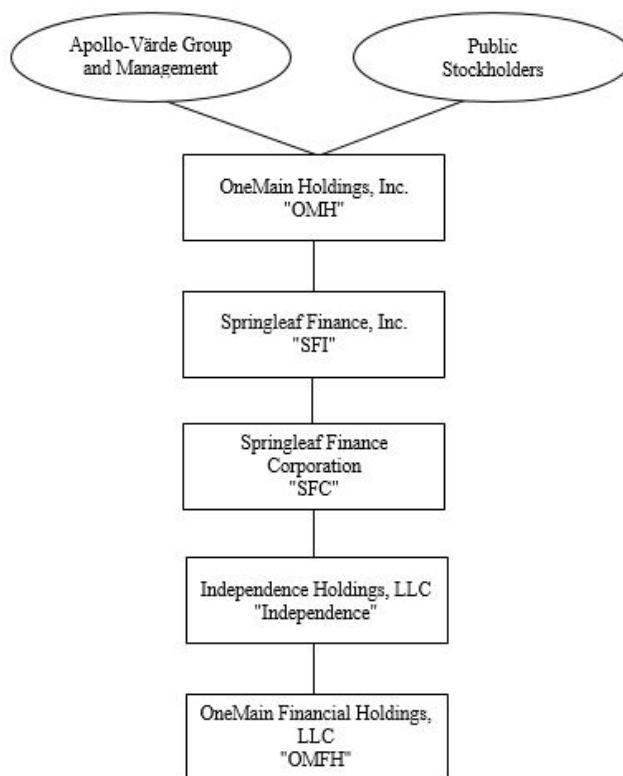 Apollo-Värde Group
and Management
Public
Stockholders
OneMain Holdings, Inc.
"OMH"
Springleaf Finance, Inc.
"SFI"
Springleaf Finance
Corporation
"SFC"
Independence Holdings, LLC
"Independence"
OneMain Financial Holdings,
LLC
"OMFH"